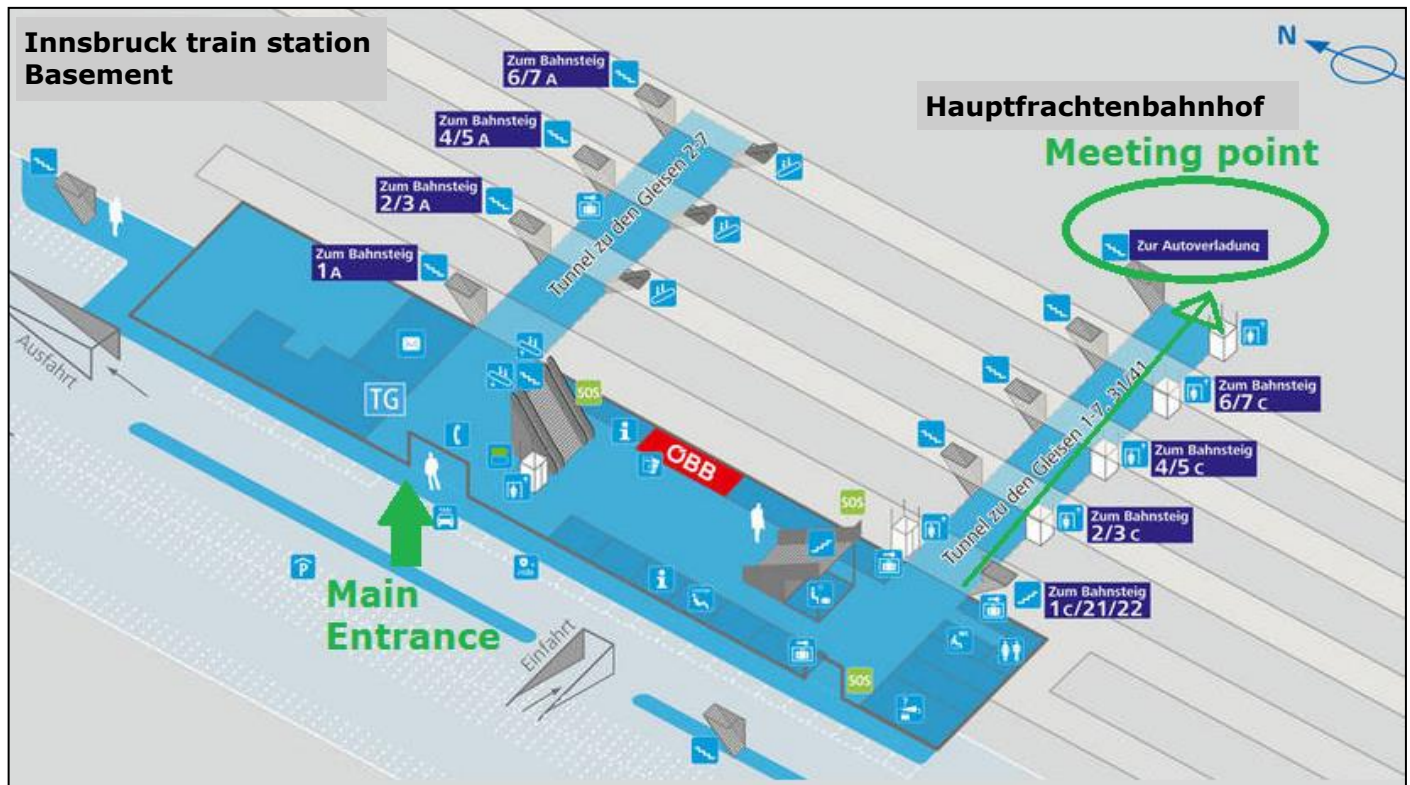 Innsbruck train station
Basement
N
Hauptfrachtenbahnhof
Meeting point
Zur Autoverladung
Zum Bahnsteig
6/7 A
Zum Bahnsteig
4/5 A
Zum Bahnsteig
2/3 A
Zum Bahnsteig
1 A
Tunnel zu den Gleisen 2-7
Ausfahrt
TG
SOS
i
ÖBB
SOS
Tunnel zu den Gleisen 1-7, 31/41
Zum Bahnsteig
6/7 C
Zum Bahnsteig
4/5 C
Zum Bahnsteig
2/3 C
Zum Bahnsteig
1 C/21/22
P
i
Main
Entrance
Einfahrt
SOS